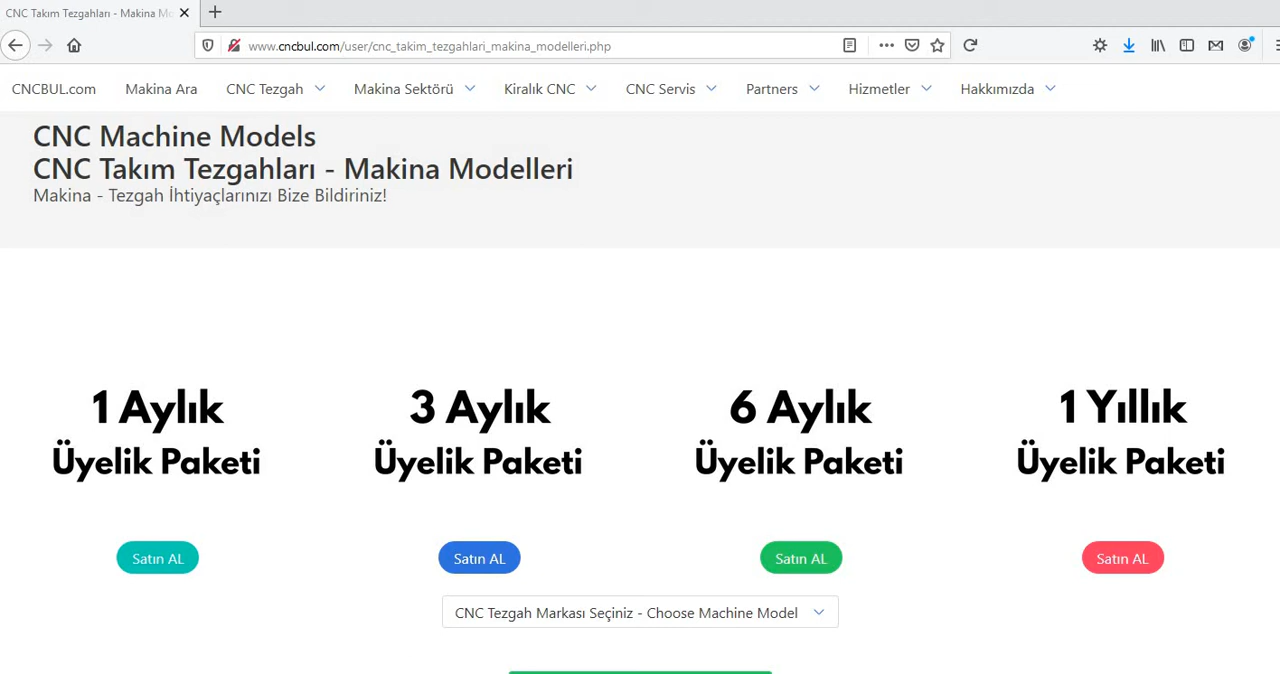 CNC Takım Tezgahları - Makina Mo
www.cncbul.com/user/cnc_takim_tezgahlari_makina_modelleri.php
CNCBUL.com Makina Ara CNC Tezgah Makina Sektörü Kiralık CNC CNC Servis Partners Hizmetler Hakkımızda
CNC Machine Models
CNC Takım Tezgahları - Makina Modelleri
Makina - Tezgah İhtiyaçlarınızı Bize Bildiriniz!
1 Aylık
Üyelik Paketi
Satın AL
3 Aylık
Üyelik Paketi
Satın AL
6 Aylık
Üyelik Paketi
Satın AL
1 Yıllık
Üyelik Paketi
Satın AL
CNC Tezgah Markası Seçiniz - Choose Machine Model